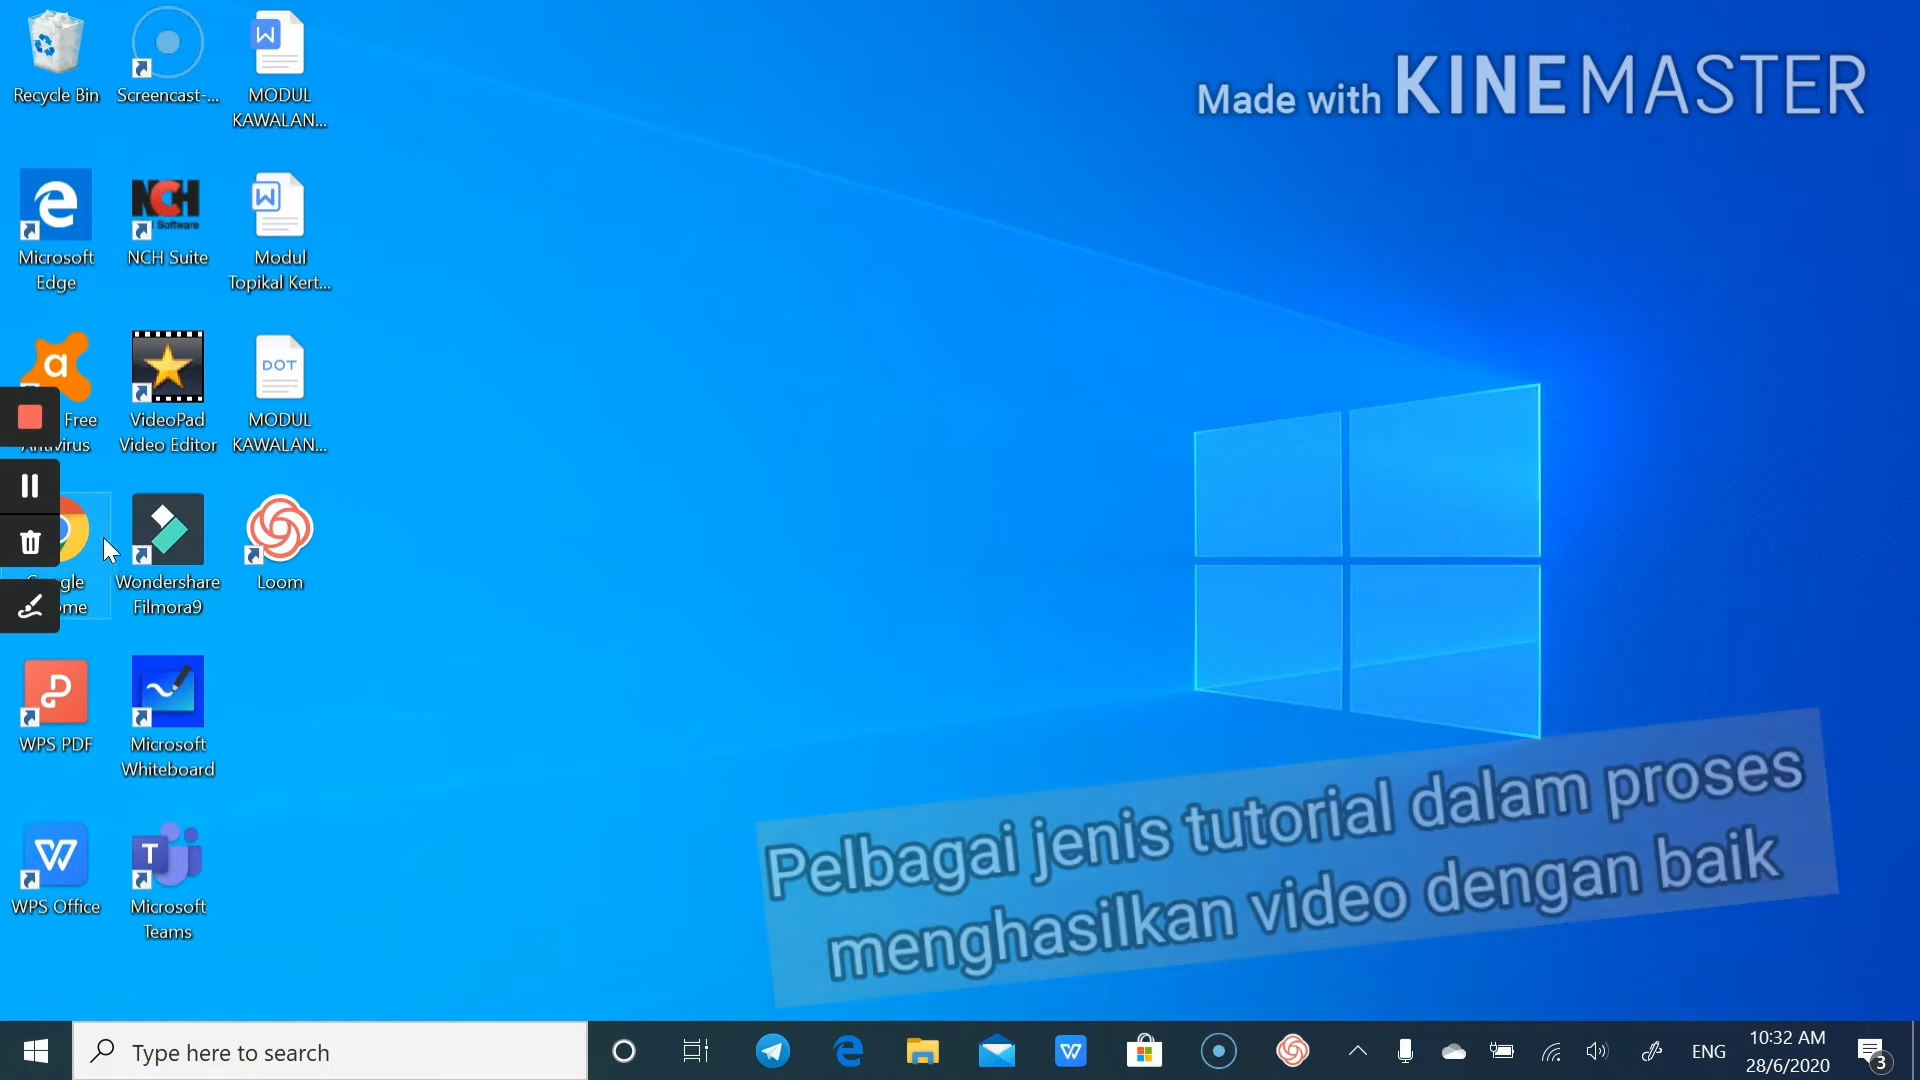 Recycle Bin
Screencast-...
MODUL
KAWALAN...
Made with KINEMASTER
Microsoft
Edge
NCH Software
NCH Suite
Modul
Topikal Kert...
Free
VideoPad
Video Editor
DOT
MODUL
KAWALAN...
Wondershare
Filmora9
Loom
WPS PDF
Microsoft
Whiteboard
WPS Office
Microsoft
Teams
Pelbagai jenis tutorial dalam proses
menghasilkan video dengan baik
Type here to search
ENG
10:32 AM
28/6/2020
3